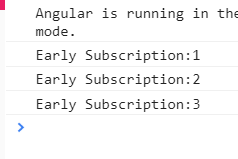 Angular is running in the
mode.
Early Subscription:1
Early Subscription:2
Early Subscription:3
>